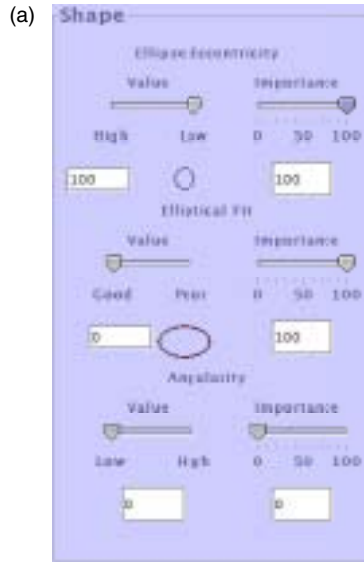 (a)
Shape
Ellipse Eccentricity
Value Importance
High Low 0 50 100
100 100
Elliptical Fit
Value Importance
Good Poor 0 50 100
0 100
Angularity
Value Importance
Low High 0 50 100
0 0